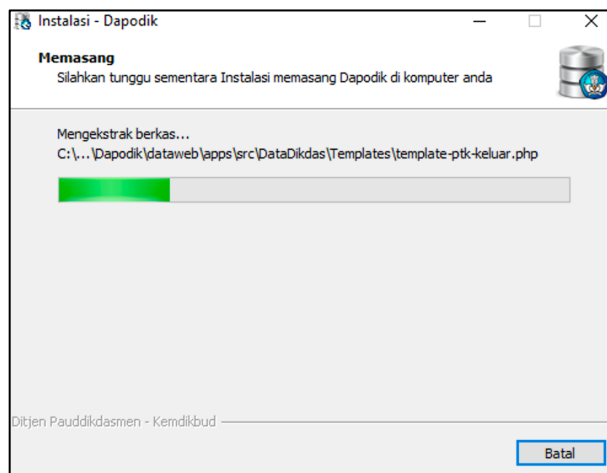 Instalasi - Dapodik
Memasang
Silahkan tunggu sementara Instalasi memasang Dapodik di komputer anda
Mengekstrak berkas...
C:\...\Dapodik\dataweb\apps\src\DataDikdas\Templates\template-ptk-keluar.php
Ditjen Pauddikdasmen - Kemdikbud
Batal